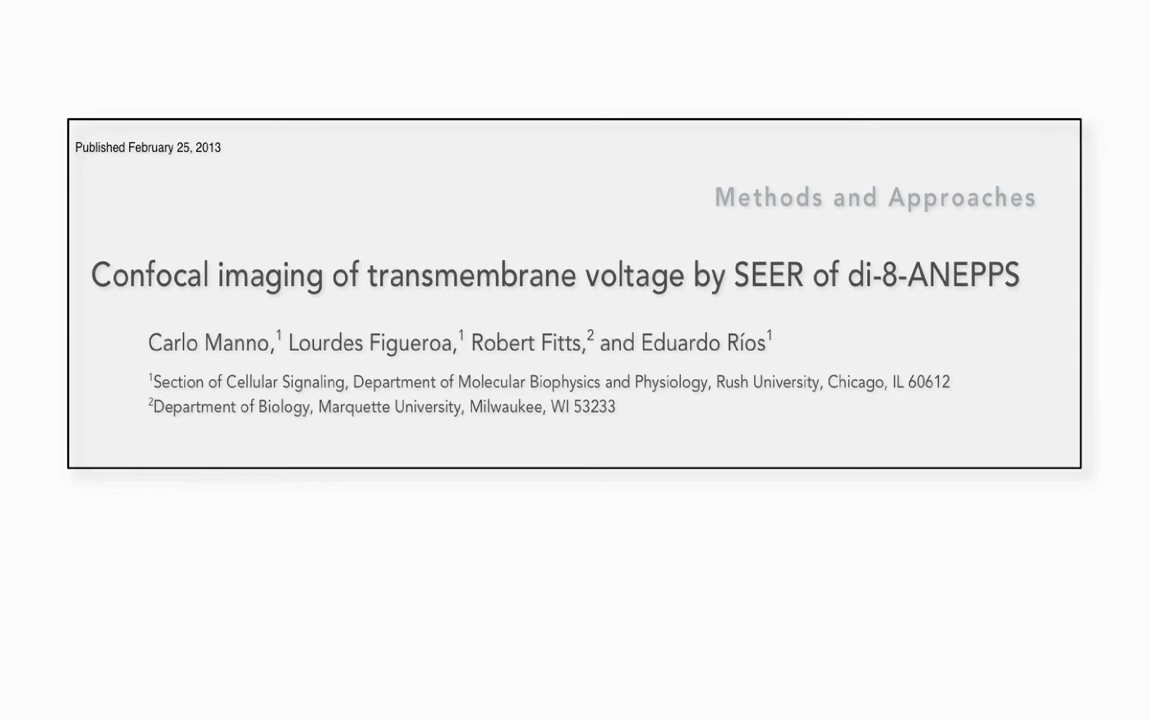 Published February 25, 2013
Methods and Approaches
Confocal imaging of transmembrane voltage by SEER of di-8-ANEPPS
Carlo Manno,¹ Lourdes Figueroa,¹ Robert Fitts,² and Eduardo Ríos¹
¹Section of Cellular Signaling, Department of Molecular Biophysics and Physiology, Rush University, Chicago, IL 60612
²Department of Biology, Marquette University, Milwaukee, WI 53233